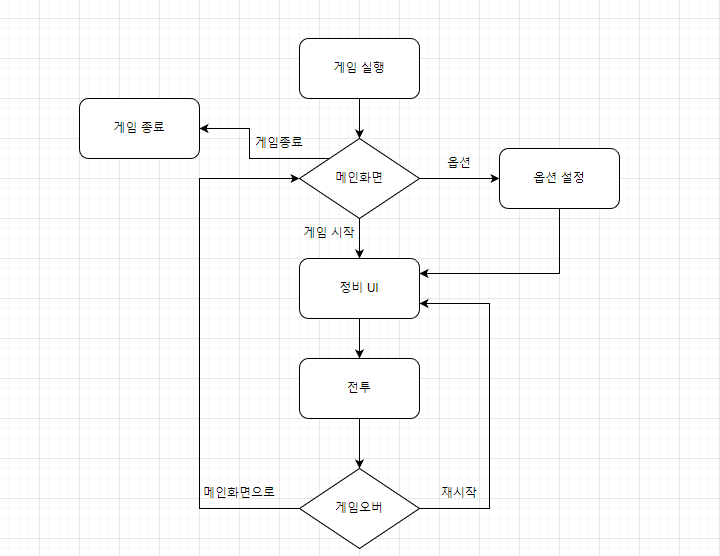 게임 실행
게임 종료
게임종료
메인화면
옵션
옵션 설정
게임 시작
정비 UI
전투
메인화면으로
게임오버
재시작